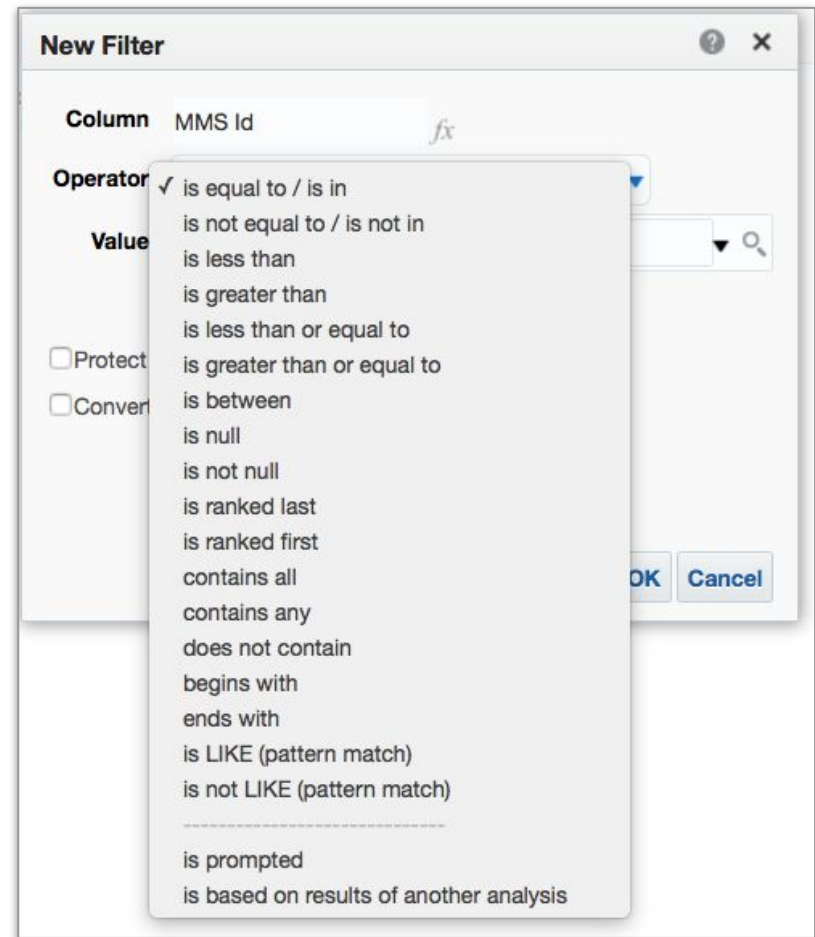 New Filter
Column MMS Id fx
Operator
✓ is equal to / is in
is not equal to / is not in
Value
is less than
is greater than
is less than or equal to
Protect
is greater than or equal to
Convert
is between
is null
is not null
is ranked last
is ranked first
contains all
OK Cancel
contains any
does not contain
begins with
ends with
is LIKE (pattern match)
is not LIKE (pattern match)
------------------------------
is prompted
is based on results of another analysis